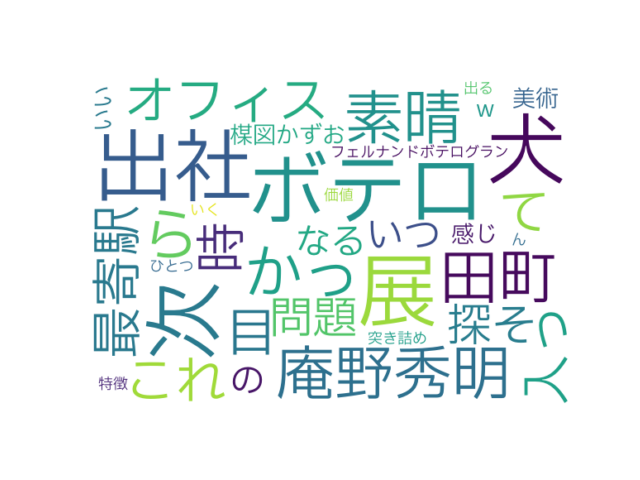 いい
オフィス
素晴
出る
w
美術
犬
出社
楳図かずお
フェルナンドボテログラン
ボテロ
価値
て
最寄駅
ら
いく
時
なる
いつ
感じ
ん
ひとつ
かっ
展
田町
次
皿
問題
探
そ
入っ
突き詰め
これ
の
庵野秀明
特徴